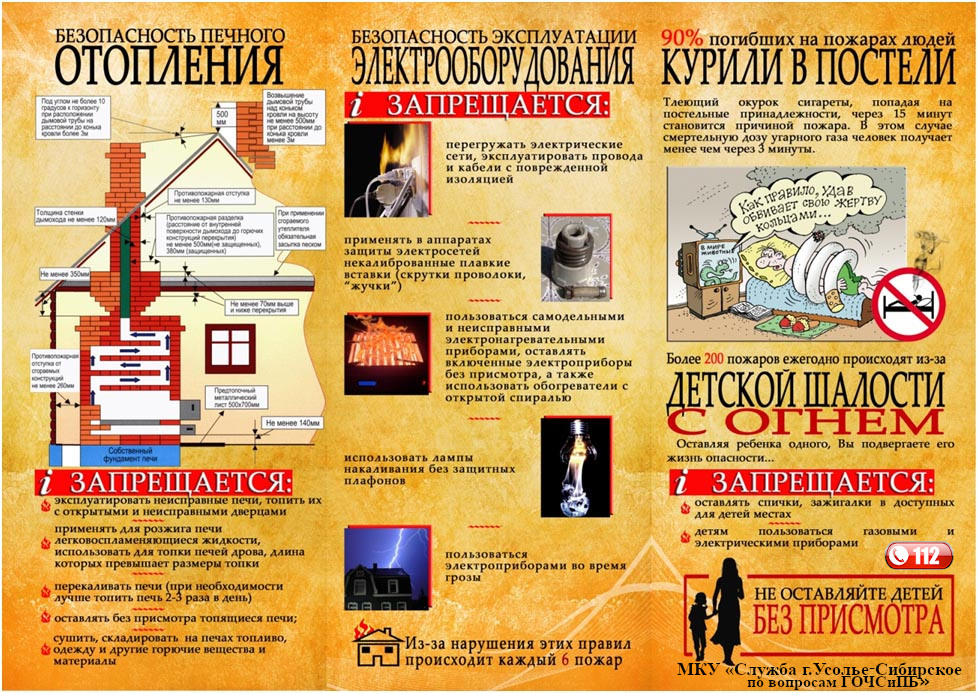 БЕЗОПАСНОСТЬ ПЕЧНОГО
ОТОПЛЕНИЯ
Под углом не более 10
градусов к горизонту
при расположении
дымовой трубы на
расстоянии до конька
кровли более 3м
500
мм
Возвышение
дымовой трубы
над коньком
кровли на высоту
не менее 500мм
при расстоянии
до конька кровли
менее 3м
Противопожарная отступка
не менее 130мм
Толщина стенки
дымохода не менее 120мм
Противопожарная разделка
(расстояние от внутренней
поверхности дымохода до горючих
конструкций перекрытия)
не менее 500мм(не защищенных),
380мм (защищенных)
При применении
сгораемого
утеплителя
обязательная
засыпка песком
Не менее 350мм
Не менее 70мм выше
и ниже перекрытия
Противопожарная
отступка от
сгораемых
конструкций
не менее 260мм
Предтопочный
металлический
лист 500х700мм
Не менее 140мм
Собственный
фундамент печи
i ЗАПРЕЩАЕТСЯ:
эксплуатировать неисправные печи, топить их
с открытыми и неисправными дверцами
применять для розжига печи
легковоспламеняющиеся жидкости,
использовать для топки печей дрова, длина
которых превышает размеры топки
перекаливать печи (при необходимости
лучше топить печь 2-3 раза в день)
оставлять без присмотра топящиеся печи;
сушить, складировать на печах топливо,
одежду и другие горючие вещества и
материалы
БЕЗОПАСНОСТЬ ЭКСПЛУАТАЦИИ
ЭЛЕКТРООБОРУДОВАНИЯ
i ЗАПРЕЩАЕТСЯ:
перегружать электрические
сети, эксплуатировать провода
и кабели с поврежденной
изоляцией
применять в аппаратах
защиты электросетей
некалиброванные плавкие
вставки (скрутки проволоки,
"жучки")
пользоваться самодельными
и неисправными
электронагревательными
приборами, оставлять
включенные электроприборы
без присмотра, а также
использовать обогреватели с
открытой спиралью
использовать лампы
накаливания без защитных
плафонов
пользоваться
электроприборами во время
грозы
Из-за нарушения этих правил
происходит каждый 6 пожар
90% погибших на пожарах людей
КУРИЛИ В ПОСТЕЛИ
Тлеющий окурок сигареты, попадая на
постельные принадлежности, через 15 минут
становится причиной пожара. В этом случае
смертельную дозу угарного газа человек получает
менее чем через 3 минуты.
КАК ПРАВИЛО, УДАВ
ОБВИВАЕТ СВОЮ ЖЕРТВУ
КОЛЬЦАМИ...
В МИРЕ
ЖИВОТНЫХ
Более 200 пожаров ежегодно происходят из-за
ДЕТСКОЙ ШАЛОСТИ
С ОГНЕМ
Оставляя ребенка одного, Вы подвергаете его
жизнь опасности...
i ЗАПРЕЩАЕТСЯ:
оставлять спички, зажигалки в доступных
для детей местах
детям пользоваться газовыми и
электрическими приборами
112
НЕ ОСТАВЛЯЙТЕ ДЕТЕЙ
БЕЗ ПРИСМОТРА
МКУ «Служба г.Усолье-Сибирское
по вопросам ГОЧСиПБ»